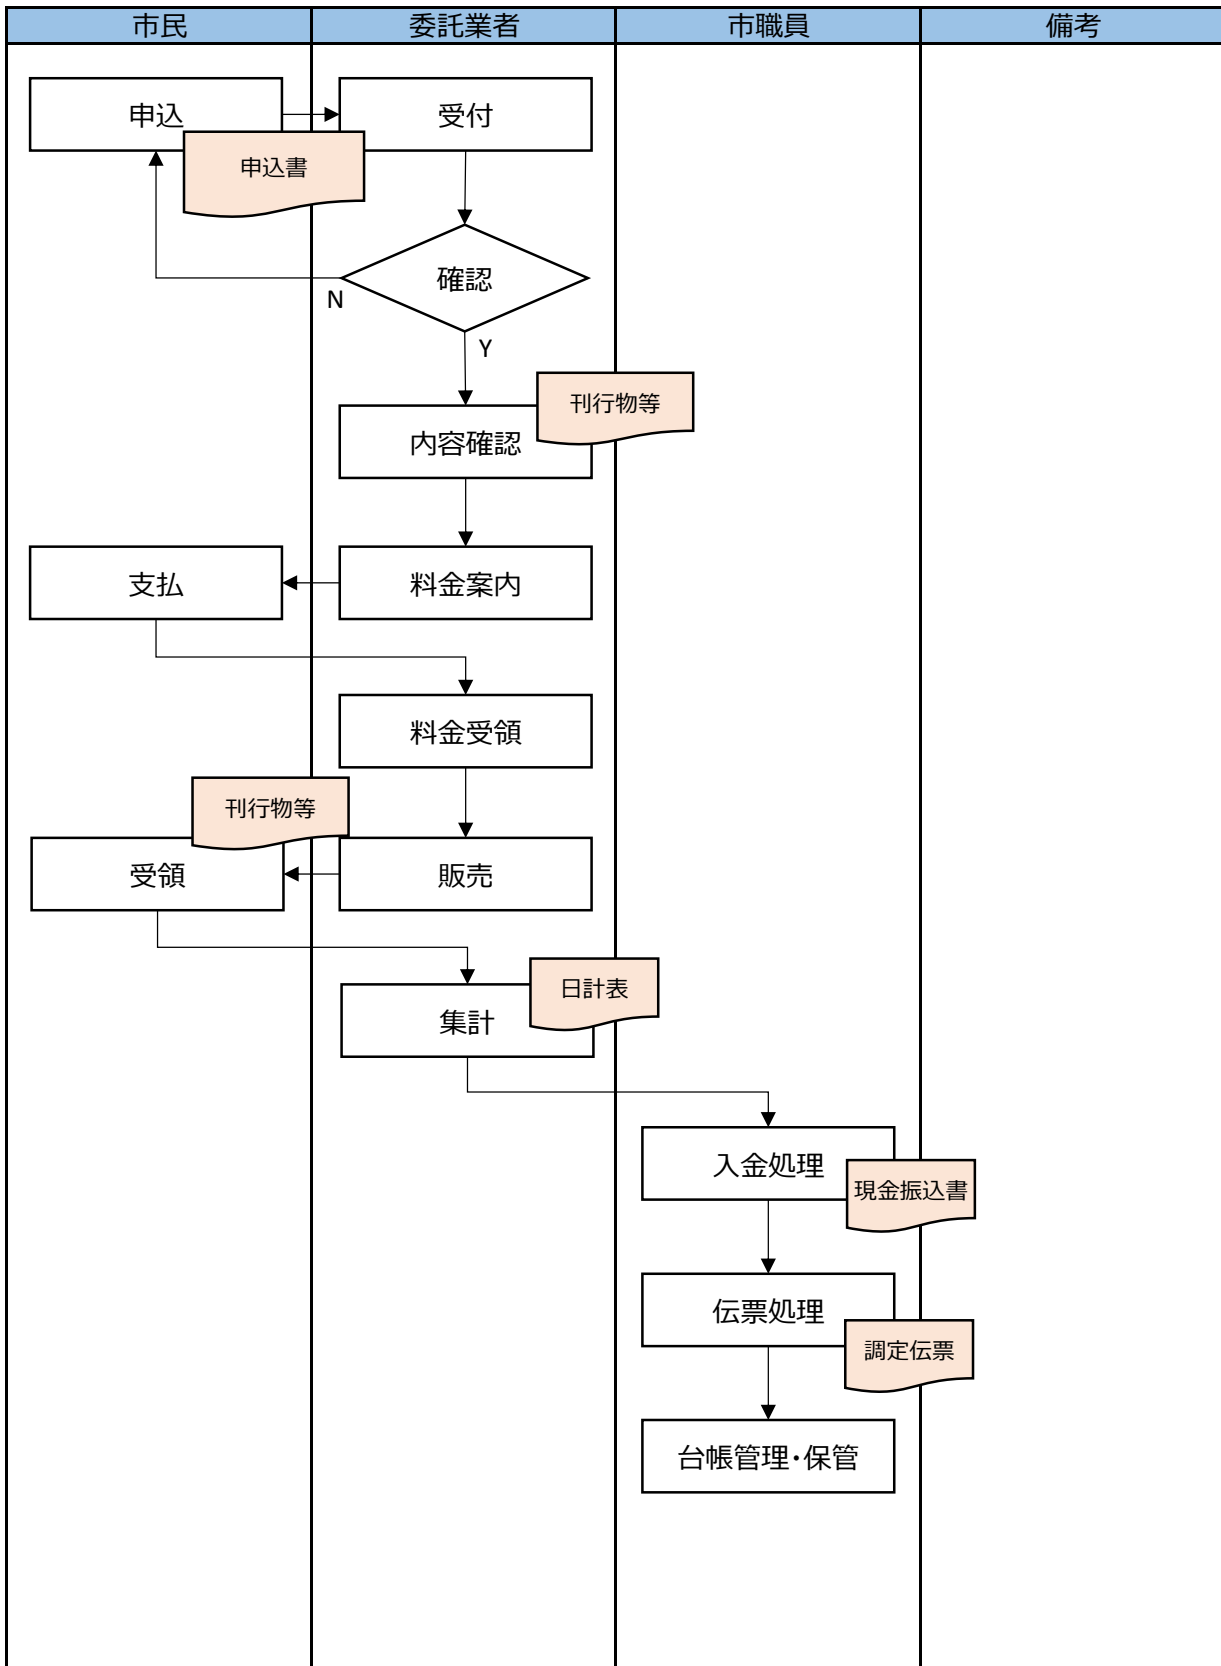 市民
委託業者
市職員
備考
申込
受付
申込書
確認
N
Y
刊行物等
内容確認
支払
料金案内
料金受領
刊行物等
受領
販売
日計表
集計
入金処理
現金振込書
伝票処理
調定伝票
台帳管理・保管